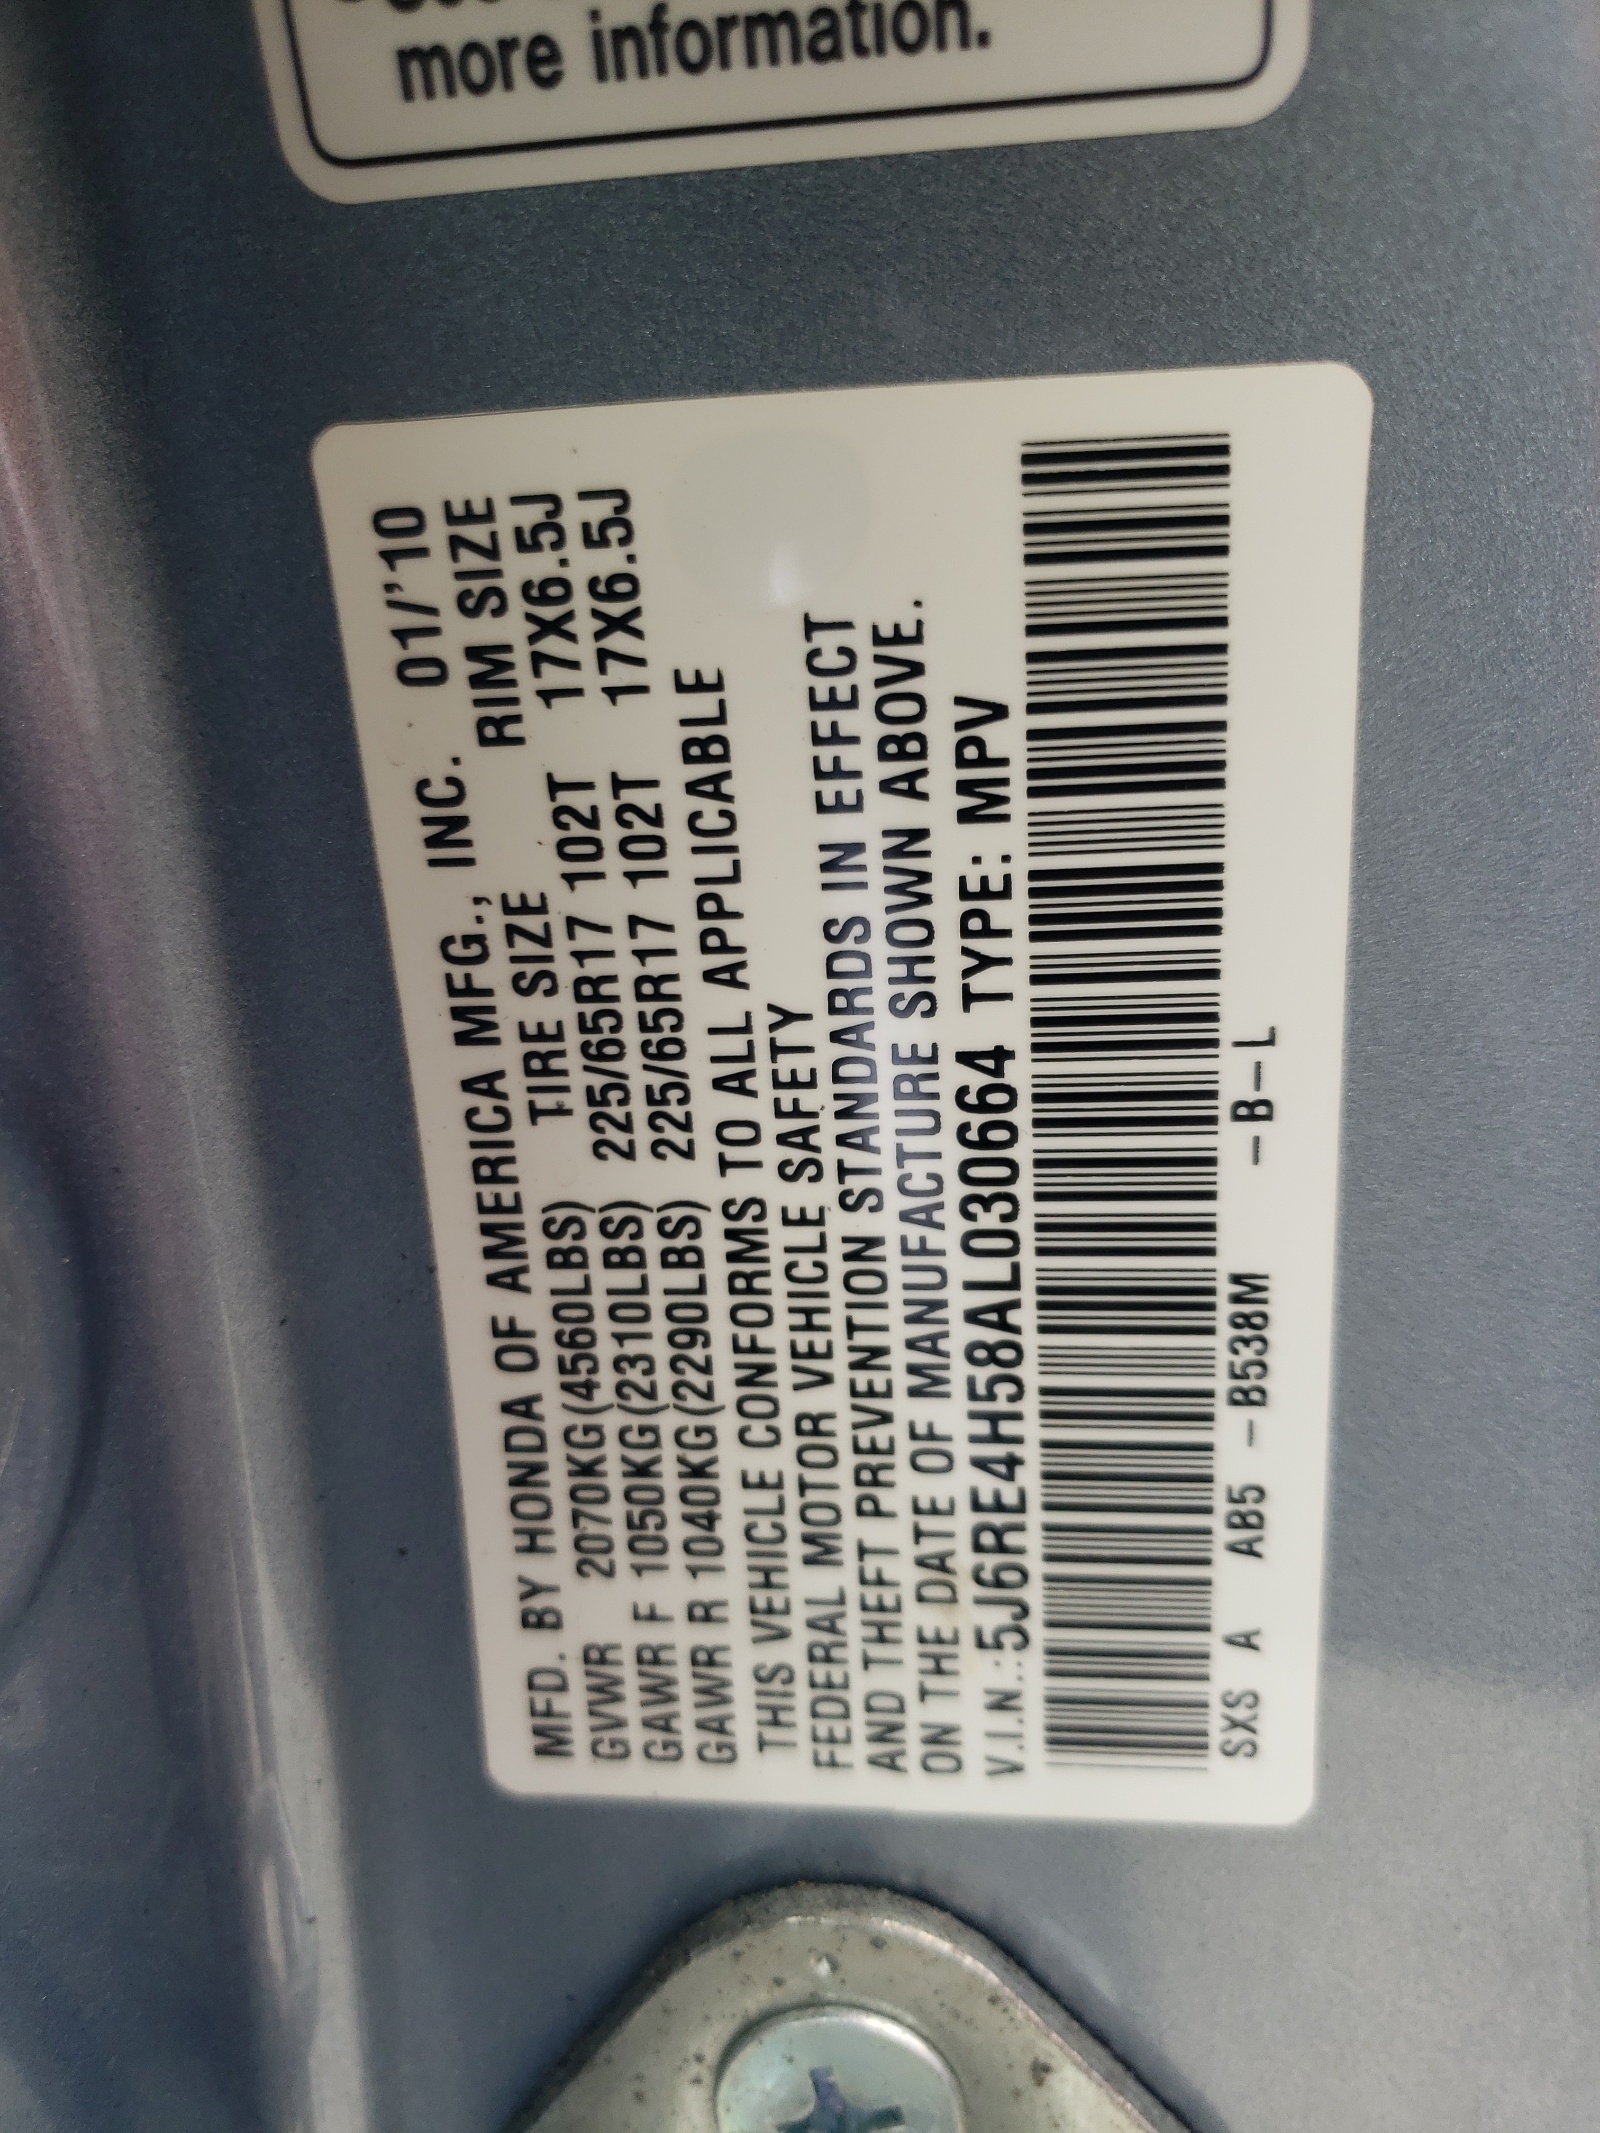 more information.
MFD. BY HONDA OF AMERICA MFG., INC. 01/'10
TIRE SIZE RIM SIZE
GVWR 2070KG(4560LBS) 225/65R17 102T 17X6.5J
GAWR F 1050KG(2310LBS) 225/65R17 102T 17X6.5J
GAWR R 1040KG(2290LBS)
THIS VEHICLE CONFORMS TO ALL APPLICABLE
FEDERAL MOTOR VEHICLE SAFETY
AND THEFT PREVENTION STANDARDS IN EFFECT
ON THE DATE OF MANUFACTURE SHOWN ABOVE.
V.I.N.:5J6RE4H58AL030664 TYPE: MPV
SXS A AB5 -B538M -B-L